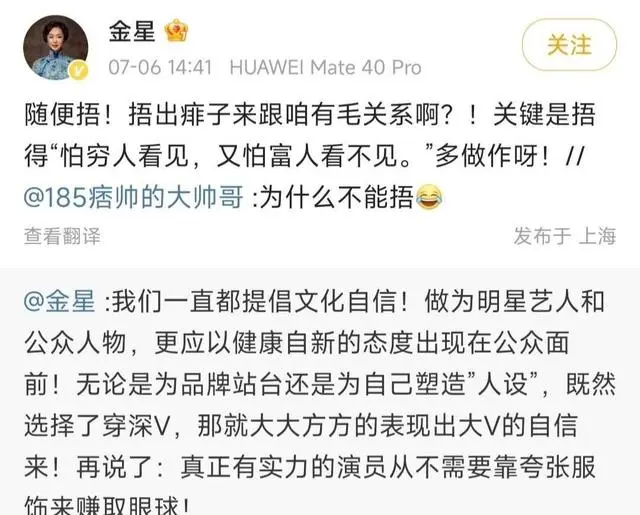 金星
07-06 14:41 HUAWEI Mate 40 Pro
关注
随便捂！捂出痱子来跟咱有毛关系啊？！关键是捂
得“怕穷人看见，又怕富人看不见。”多做作呀！//
@185痞帅的大帅哥 :为什么不能捂😂
查看翻译
发布于 上海
@金星 :我们一直都提倡文化自信！做为明星艺人和
公众人物，更应以健康自新的态度出现在公众面
前！无论是为品牌站台还是为自己塑造”人设”，既然
选择了穿深V，那就大大方方的表现出大V的自信
来！再说了：真正有实力的演员从不需要靠夸张服
饰来赚取眼球！